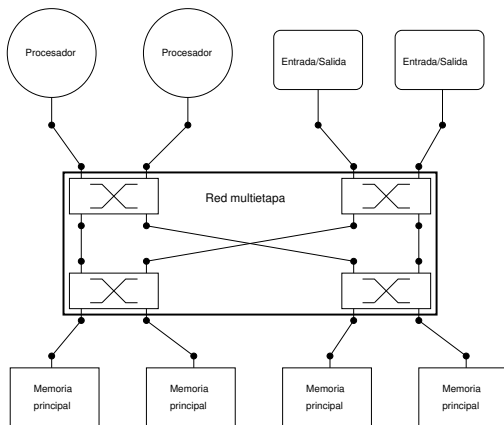 Procesador
Procesador
Entrada/Salida
Entrada/Salida
Red multietapa
Memoria
principal
Memoria
principal
Memoria
principal
Memoria
principal